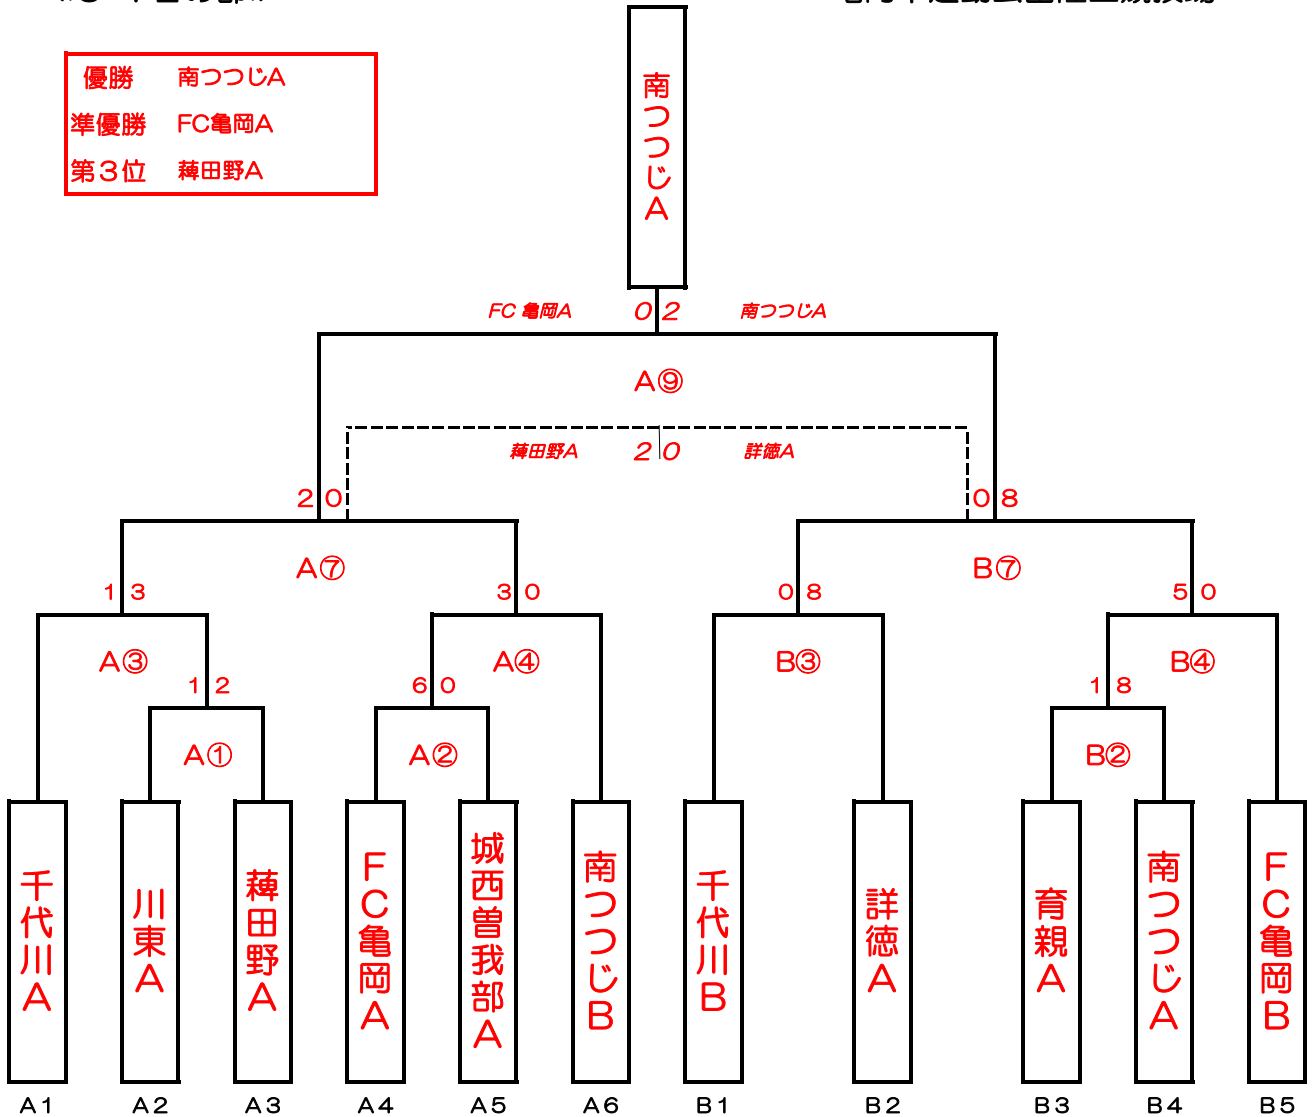 優勝 南つつじA
準優勝 FC亀岡A
第３位 薭田野A
南つつじA
FC亀岡A 0 2 南つつじA
A⑨
薭田野A 2 0 詳徳A
2 0 0 8
A⑦ B⑦
1 3 3 0 0 8 5 0
A③ A④ B③ B④
1 2 6 0 1 8
A① A② B②
千代川A
川東A
薭田野A
FC亀岡A
城西曽我部A
南つつじB
千代川B
詳徳A
育親A
南つつじA
FC亀岡B
A1 A2 A3 A4 A5 A6 B1 B2 B3 B4 B5